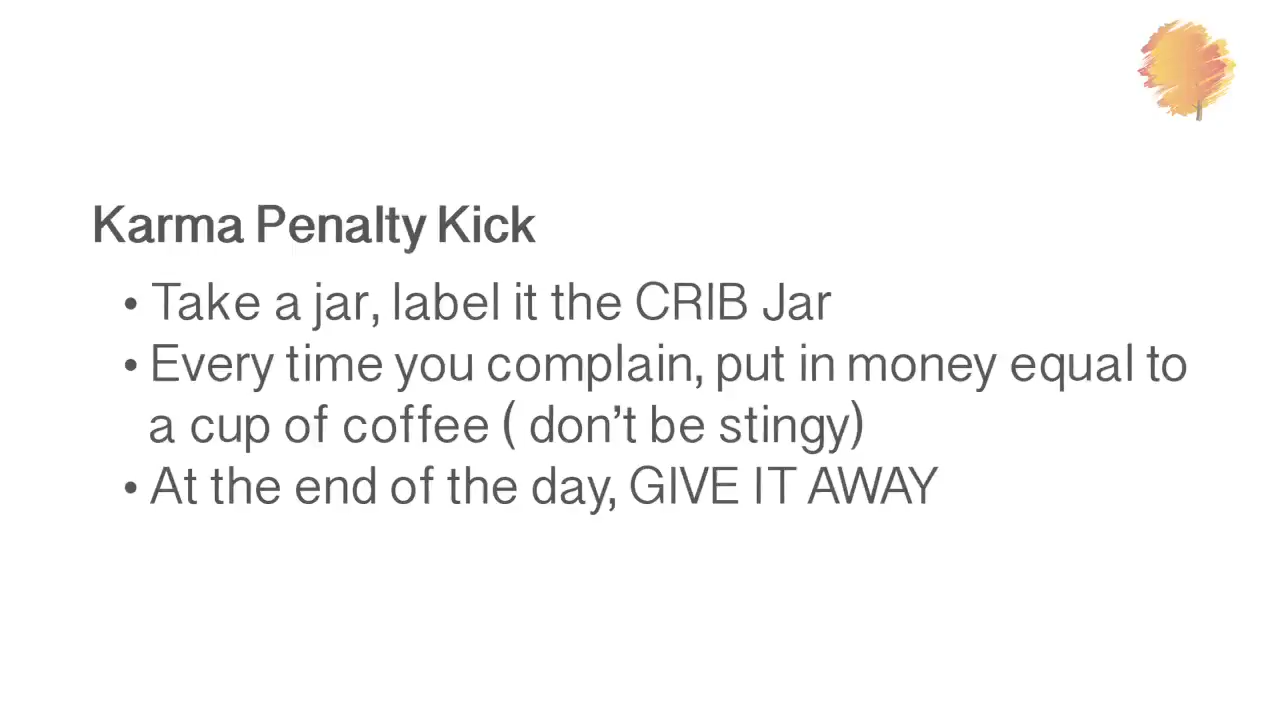 Karma Penalty Kick
• Take a jar, label it the CRIB Jar
• Every time you complain, put in money equal to
a cup of coffee ( don’t be stingy)
• At the end of the day, GIVE IT AWAY